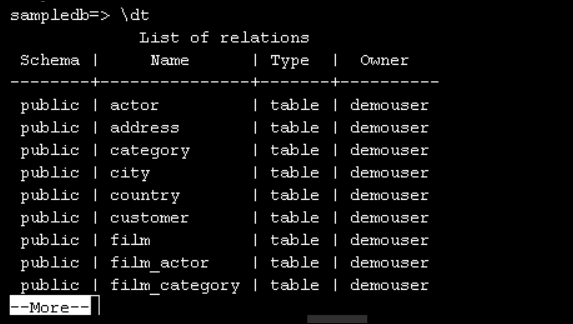 sampledb=> \dt
             List of relations
 Schema |     Name      | Type  |  Owner
--------+---------------+-------+----------
 public | actor         | table | demouser
 public | address       | table | demouser
 public | category      | table | demouser
 public | city          | table | demouser
 public | country       | table | demouser
 public | customer      | table | demouser
 public | film          | table | demouser
 public | film_actor    | table | demouser
 public | film_category | table | demouser
--More--